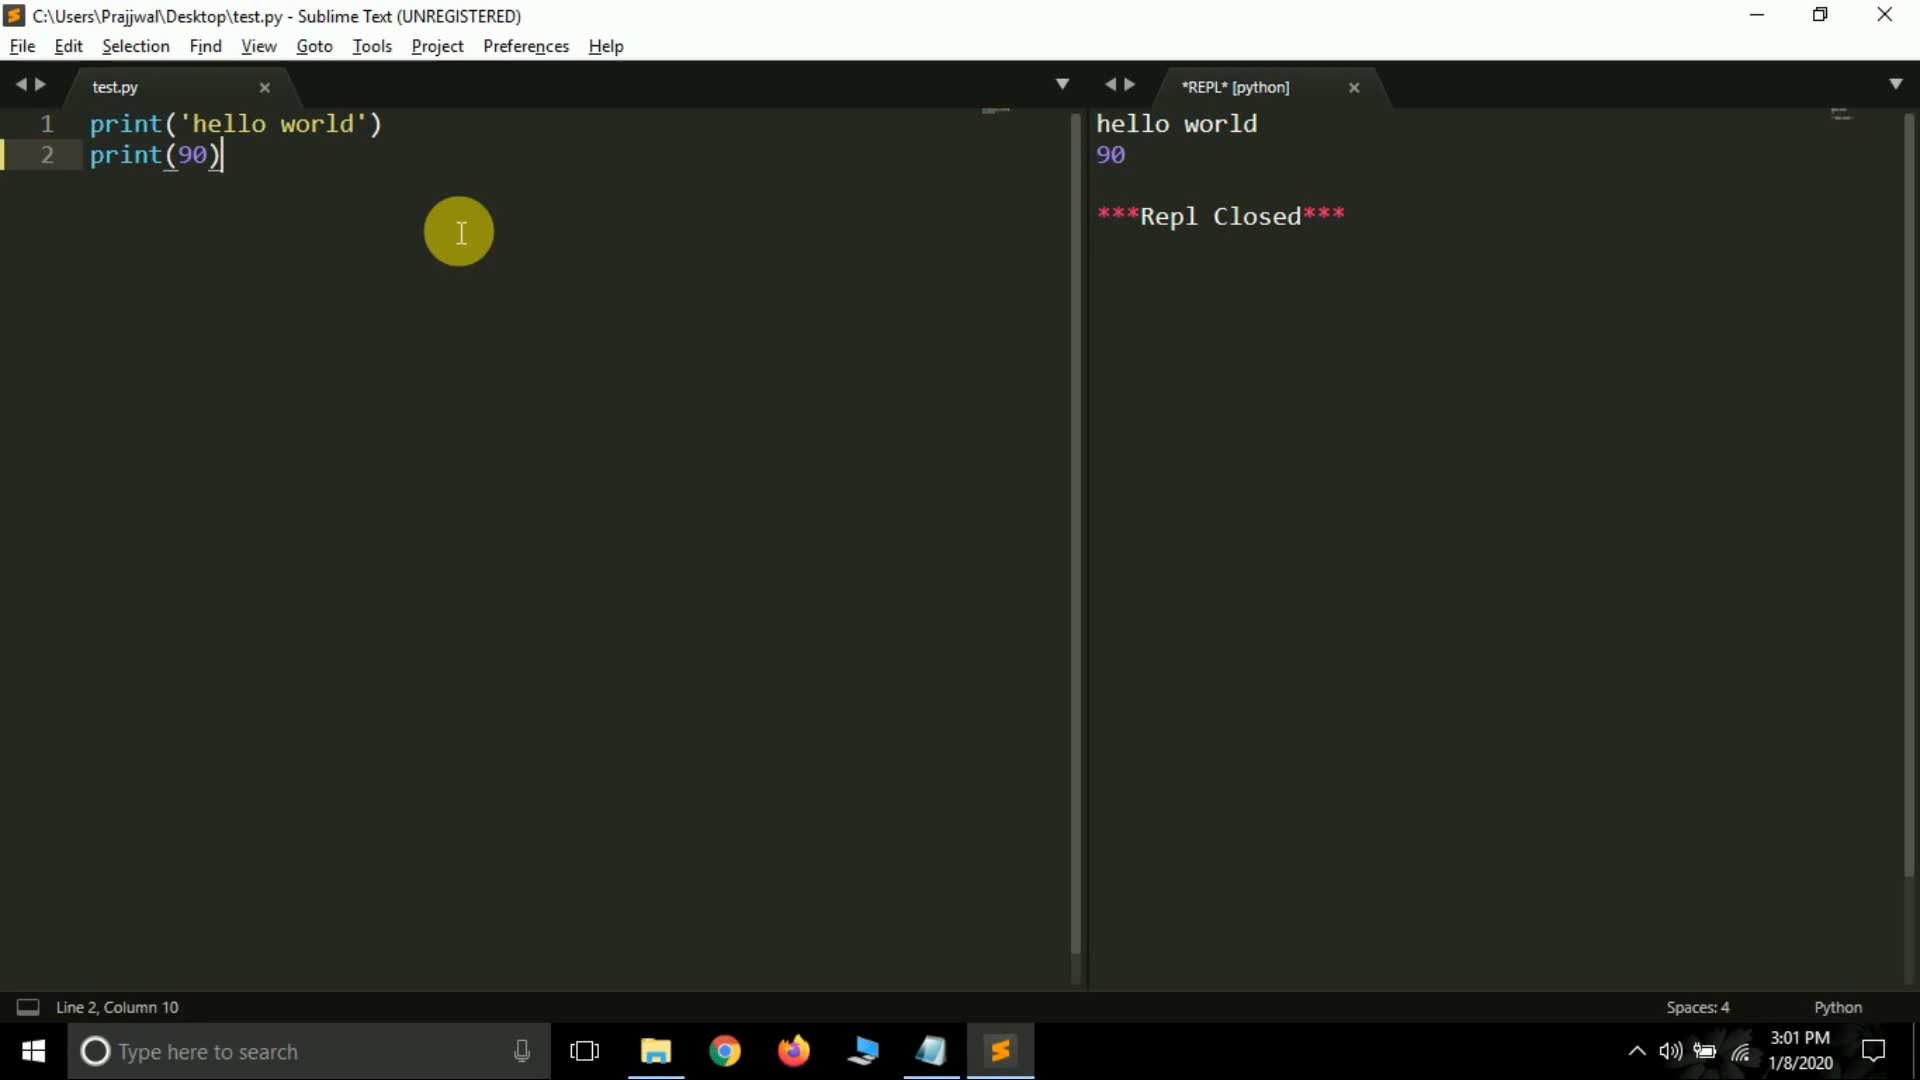 C:\Users\Prajjwal\Desktop\test.py - Sublime Text (UNREGISTERED)
File Edit Selection Find View Goto Tools Project Preferences Help
test.py
1 print('hello world')
2 print(90)
*REPL* [python]
hello world
90
***Repl Closed***
Line 2, Column 10
Spaces: 4
Python
Type here to search
3:01 PM
1/8/2020